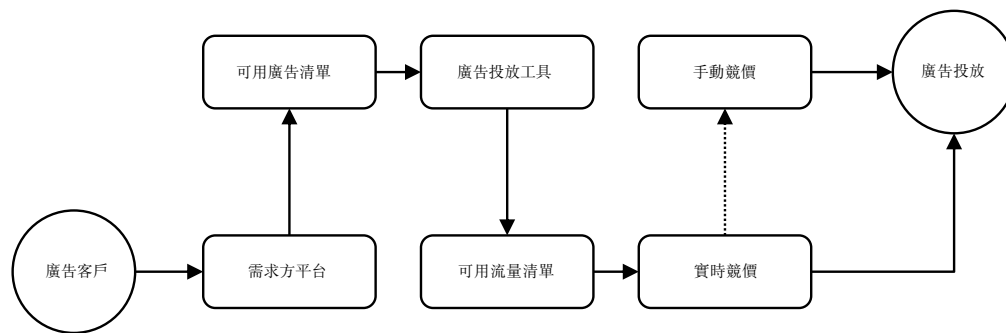 可用廣告清單
廣告投放工具
手動競價
廣告投放
廣告客戶
需求方平台
可用流量清單
實時競價